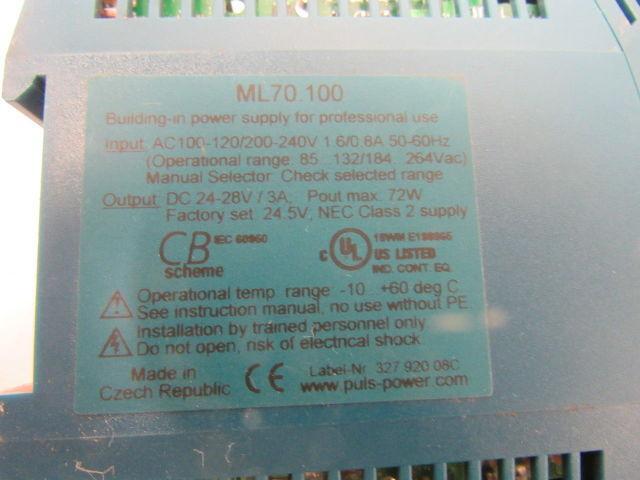 ML70.100
Building-in power supply for professional use
Input: AC100-120/200-240V 1.6/0.8A 50-60Hz
(Operational range: 85...132/184...264Vac)
Manual Selector: Check selected range
Output: DC 24-28V / 3A; Pout max. 72W
Factory set: 24.5V; NEC Class 2 supply
CB IEC 60950
scheme
C UL US LISTED
IND. CONT. EQ.
Operational temp. range: -10...+60 deg C
See instruction manual, no use without PE.
Installation by trained personnel only.
Do not open, risk of electrical shock
Made in
Czech Republic
CE
Label-Nr. 327 920 08C
www.puls-power.com